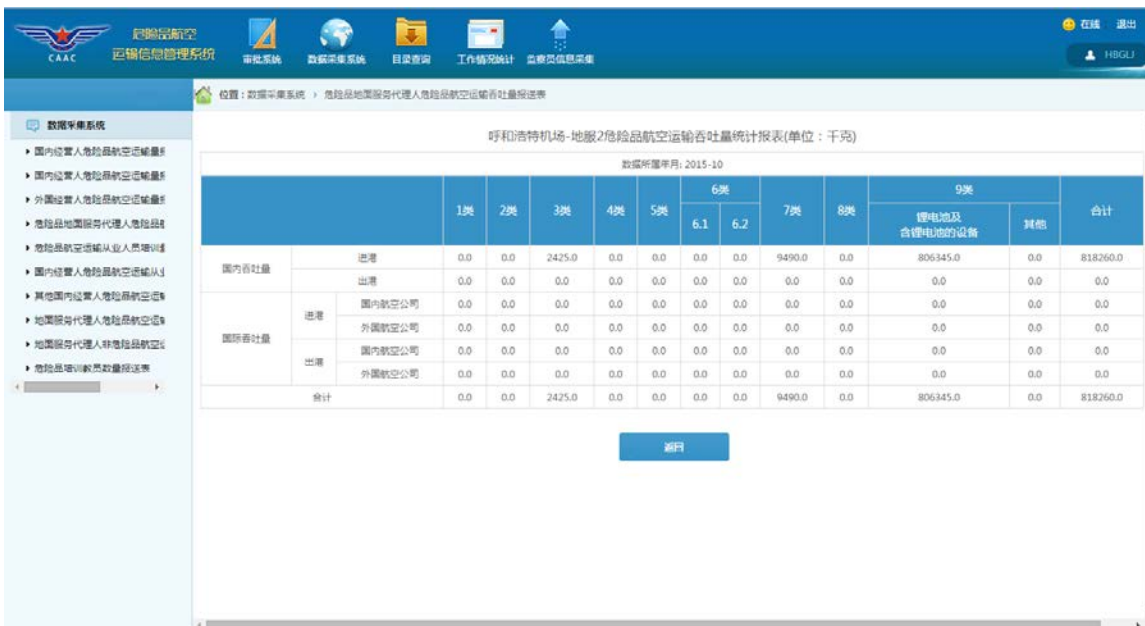 危险品航空
运输信息管理系统
CAAC
审批系统
数据采集系统
目录查询
工作情况统计
监察员信息采集
在线 退出
HBGLJ
位置：数据采集系统 › 危险品地面服务代理人危险品航空运输吞吐量报送表
数据采集系统
国内经营人危险品航空运输量
国内经营人危险品航空运输量
外国经营人危险品航空运输量
危险品地面服务代理人危险品
危险品航空运输从业人员培训
国内经营人危险品航空运输从
其他国内经营人危险品航空运
地面服务代理人危险品航空运
地面服务代理人非危险品航空
危险品培训教员数量报送表
呼和浩特机场-地服2危险品航空运输吞吐量统计报表(单位：千克)
数据所属年月: 2015-10
1类 2类 3类 4类 5类 6类 7类 8类 9类 合计
6.1 6.2 锂电池及 其他
含锂电池的设备
国内吞吐量 进港 0.0 0.0 2425.0 0.0 0.0 0.0 0.0 9490.0 0.0 806345.0 0.0 818260.0
出港 0.0 0.0 0.0 0.0 0.0 0.0 0.0 0.0 0.0 0.0 0.0 0.0
国际吞吐量 进港 国内航空公司 0.0 0.0 0.0 0.0 0.0 0.0 0.0 0.0 0.0 0.0 0.0 0.0
外国航空公司 0.0 0.0 0.0 0.0 0.0 0.0 0.0 0.0 0.0 0.0 0.0 0.0
出港 国内航空公司 0.0 0.0 0.0 0.0 0.0 0.0 0.0 0.0 0.0 0.0 0.0 0.0
外国航空公司 0.0 0.0 0.0 0.0 0.0 0.0 0.0 0.0 0.0 0.0 0.0 0.0
合计 0.0 0.0 2425.0 0.0 0.0 0.0 0.0 9490.0 0.0 806345.0 0.0 818260.0
返回